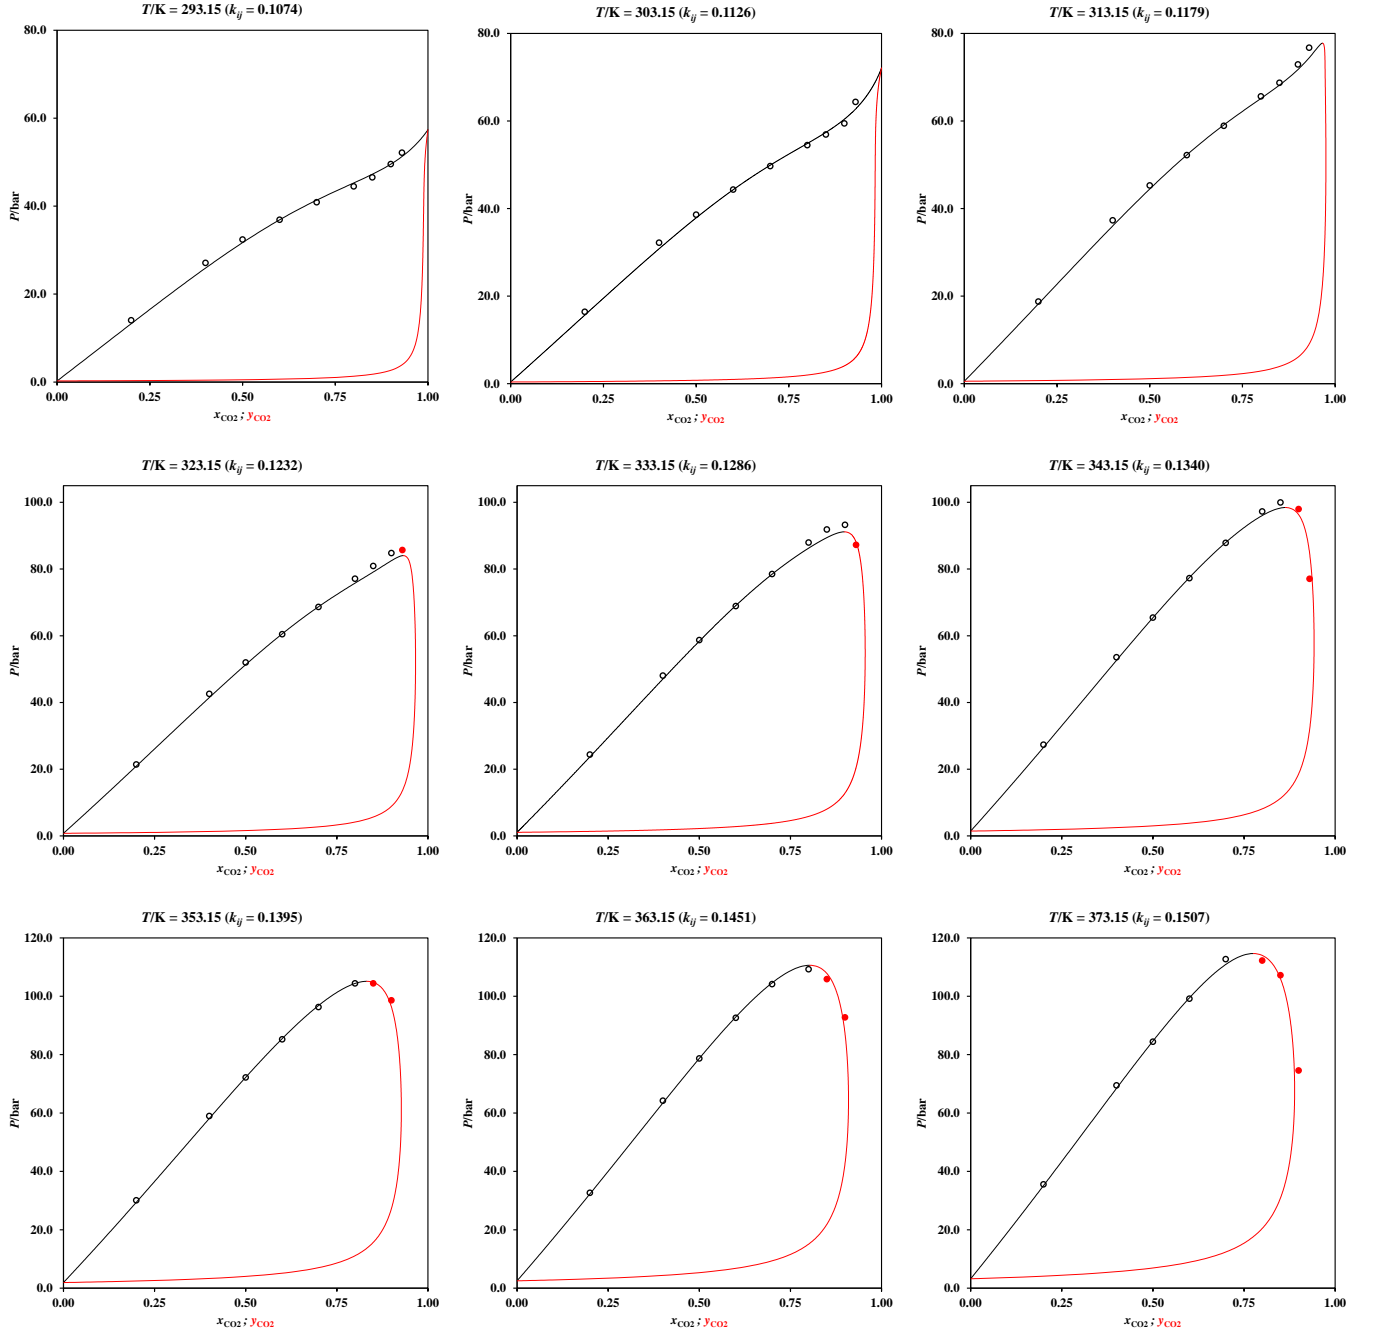 T/K = 293.15 (kij = 0.1074)
80.0
60.0
40.0
20.0
0.0
P/bar
0.00 0.25 0.50 0.75 1.00
xCO2 ; yCO2
T/K = 303.15 (kij = 0.1126)
80.0
60.0
40.0
20.0
0.0
P/bar
0.00 0.25 0.50 0.75 1.00
xCO2 ; yCO2
T/K = 313.15 (kij = 0.1179)
80.0
60.0
40.0
20.0
0.0
P/bar
0.00 0.25 0.50 0.75 1.00
xCO2 ; yCO2
T/K = 323.15 (kij = 0.1232)
100.0
80.0
60.0
40.0
20.0
0.0
P/bar
0.00 0.25 0.50 0.75 1.00
xCO2 ; yCO2
T/K = 333.15 (kij = 0.1286)
100.0
80.0
60.0
40.0
20.0
0.0
P/bar
0.00 0.25 0.50 0.75 1.00
xCO2 ; yCO2
T/K = 343.15 (kij = 0.1340)
100.0
80.0
60.0
40.0
20.0
0.0
P/bar
0.00 0.25 0.50 0.75 1.00
xCO2 ; yCO2
T/K = 353.15 (kij = 0.1395)
120.0
100.0
80.0
60.0
40.0
20.0
0.0
P/bar
0.00 0.25 0.50 0.75 1.00
xCO2 ; yCO2
T/K = 363.15 (kij = 0.1451)
120.0
100.0
80.0
60.0
40.0
20.0
0.0
P/bar
0.00 0.25 0.50 0.75 1.00
xCO2 ; yCO2
T/K = 373.15 (kij = 0.1507)
120.0
100.0
80.0
60.0
40.0
20.0
0.0
P/bar
0.00 0.25 0.50 0.75 1.00
xCO2 ; yCO2